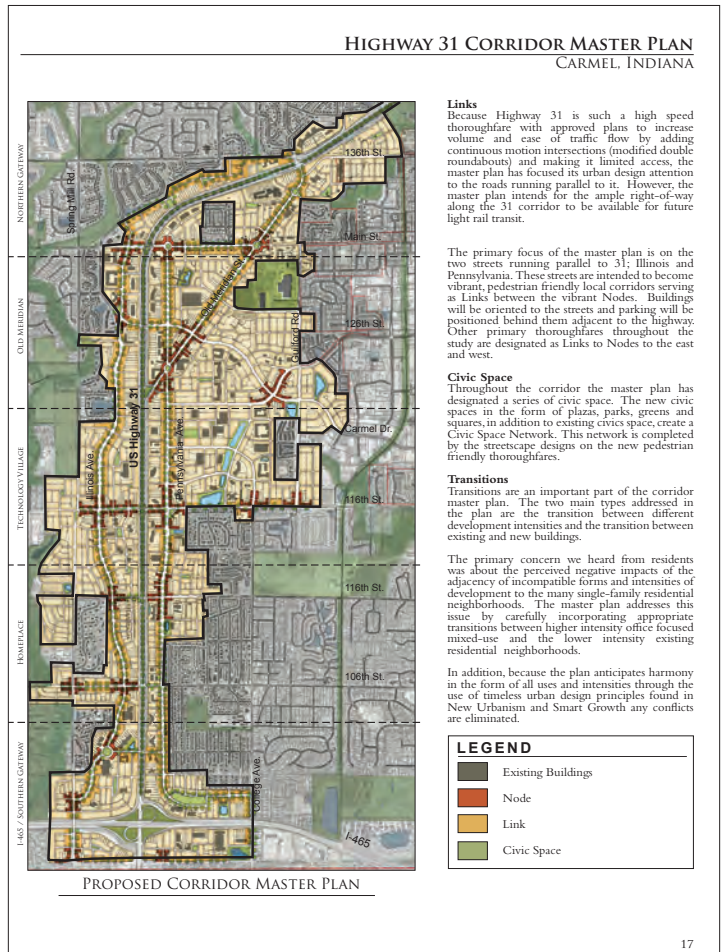 Highway 31 Corridor Master Plan
Carmel, Indiana
Northern Gateway
Old Meridian
Technology Village
Homeplace
I-465 / Southern Gateway
136th St.
Spring Mill Rd.
Main St.
Old Meridian St.
126th St.
Guilford Rd.
US Highway 31
Carmel Dr.
Illinois Ave.
Pennsylvania Ave.
116th St.
116th St.
106th St.
College Ave.
I-465
Proposed Corridor Master Plan
Links
Because Highway 31 is such a high speed
thoroughfare with approved plans to increase
volume and ease of traffic flow by adding
continuous motion intersections (modified double
roundabouts) and making it limited access, the
master plan has focused its urban design attention
to the roads running parallel to it. However, the
master plan intends for the ample right-of-way
along the 31 corridor to be available for future
light rail transit.
The primary focus of the master plan is on the
two streets running parallel to 31; Illinois and
Pennsylvania. These streets are intended to become
vibrant, pedestrian friendly local corridors serving
as Links between the vibrant Nodes. Buildings
will be oriented to the streets and parking will be
positioned behind them adjacent to the highway.
Other primary thoroughfares throughout the
study are designated as Links to Nodes to the east
and west.
Civic Space
Throughout the corridor the master plan has
designated a series of civic space. The new civic
spaces in the form of plazas, parks, greens and
squares, in addition to existing civics space, create a
Civic Space Network. This network is completed
by the streetscape designs on the new pedestrian
friendly thoroughfares.
Transitions
Transitions are an important part of the corridor
master plan. The two main types addressed in
the plan are the transition between different
development intensities and the transition between
existing and new buildings.
The primary concern we heard from residents
was about the perceived negative impacts of the
adjacency of incompatible forms and intensities of
development to the many single-family residential
neighborhoods. The master plan addresses this
issue by carefully incorporating appropriate
transitions between higher intensity office focused
mixed-use and the lower intensity existing
residential neighborhoods.
In addition, because the plan anticipates harmony
in the form of all uses and intensities through the
use of timeless urban design principles found in
New Urbanism and Smart Growth any conflicts
are eliminated.
LEGEND
Existing Buildings
Node
Link
Civic Space
17